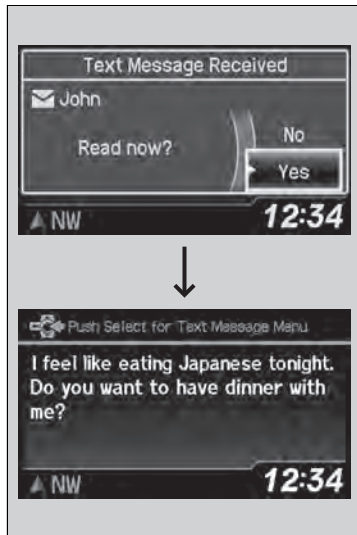 Text Message Received
John
Read now?
No
Yes
NW
12:34
Push Select for Text Message Menu
I feel like eating Japanese tonight.
Do you want to have dinner with
me?
NW
12:34